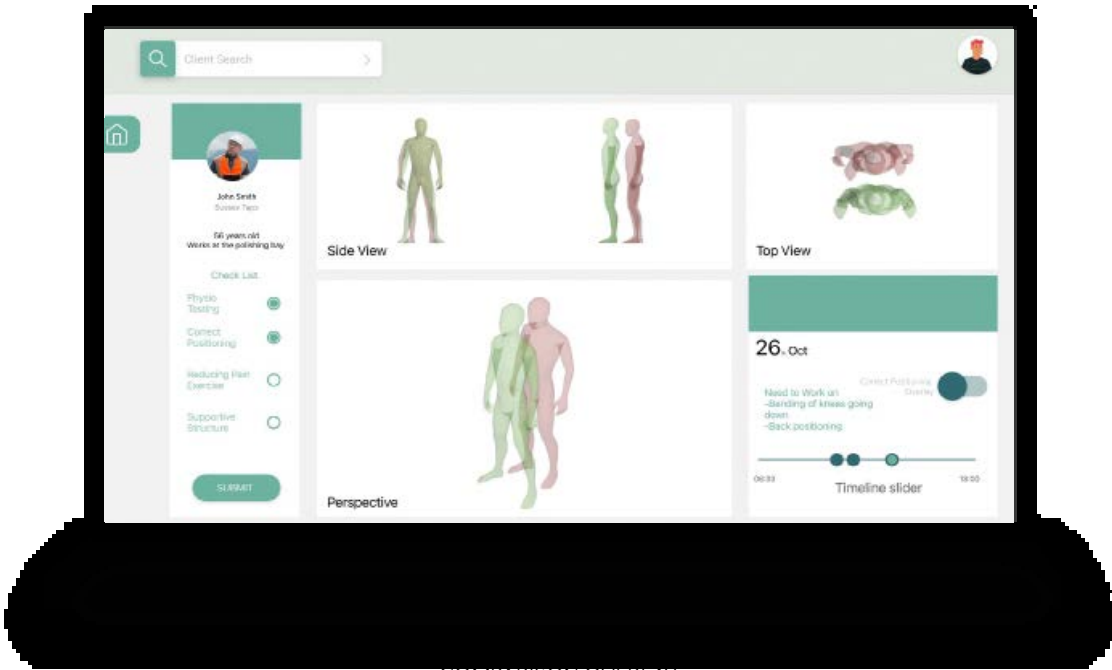 Client Search
John Smith
56 years old
Works at the polishing bay
Check List
Physio
Testing
Correct
Positioning
Reducing Pain
Exercise
Supportive
Structure
SUBMIT
Side View
Top View
Perspective
26. Oct
Correct Positioning
Overlay
Need to Work on
-Banding of knees going
down
-Back positioning
Timeline slider